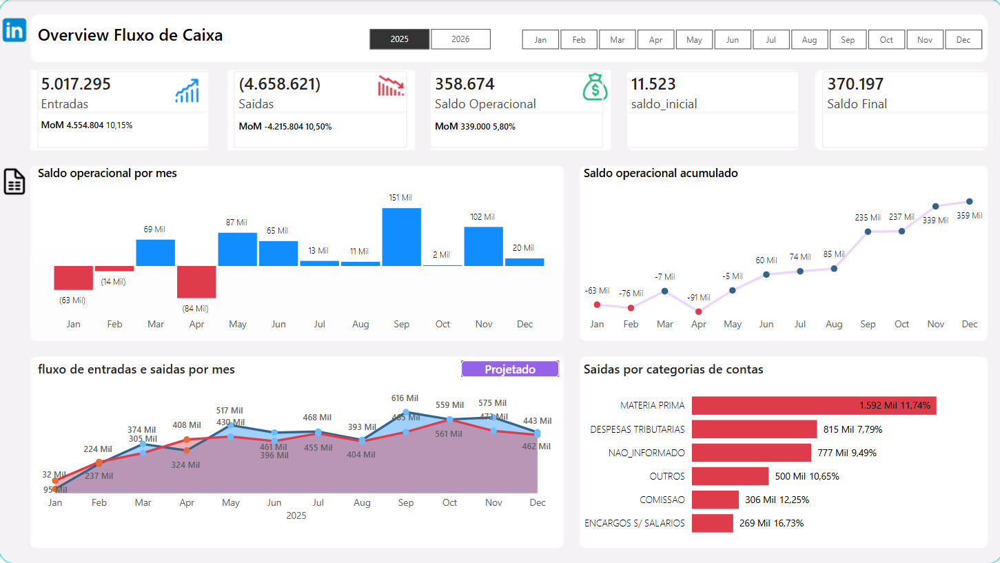 in
Overview Fluxo de Caixa
2025 2026
Jan Feb Mar Apr May Jun Jul Aug Sep Oct Nov Dec
5.017.295
Entradas
MoM 4.554.804 10,15%
(4.658.621)
Saidas
MoM -4.215.804 10,50%
358.674
Saldo Operacional
MoM 339.000 5,80%
11.523
saldo_inicial
370.197
Saldo Final
Saldo operacional por mes
(63 Mil) (14 Mil) 69 Mil (84 Mil) 87 Mil 65 Mil 13 Mil 11 Mil 151 Mil 2 Mil 102 Mil 20 Mil
Jan Feb Mar Apr May Jun Jul Aug Sep Oct Nov Dec
Saldo operacional acumulado
-63 Mil -76 Mil -7 Mil -91 Mil -5 Mil 60 Mil 74 Mil 85 Mil 235 Mil 237 Mil 339 Mil 359 Mil
Jan Feb Mar Apr May Jun Jul Aug Sep Oct Nov Dec
fluxo de entradas e saidas por mes
Projetado
32 Mil 224 Mil 374 Mil 408 Mil 517 Mil 461 Mil 468 Mil 393 Mil 616 Mil 559 Mil 575 Mil 443 Mil
95 Mil 237 Mil 305 Mil 324 Mil 430 Mil 396 Mil 455 Mil 404 Mil 465 Mil 561 Mil 473 Mil 462 Mil
Jan Feb Mar Apr May Jun Jul Aug Sep Oct Nov Dec
2025
Saidas por categorias de contas
MATERIA PRIMA 1.592 Mil 11,74%
DESPESAS TRIBUTARIAS 815 Mil 7,79%
NAO_INFORMADO 777 Mil 9,49%
OUTROS 500 Mil 10,65%
COMISSAO 306 Mil 12,25%
ENCARGOS S/ SALARIOS 269 Mil 16,73%